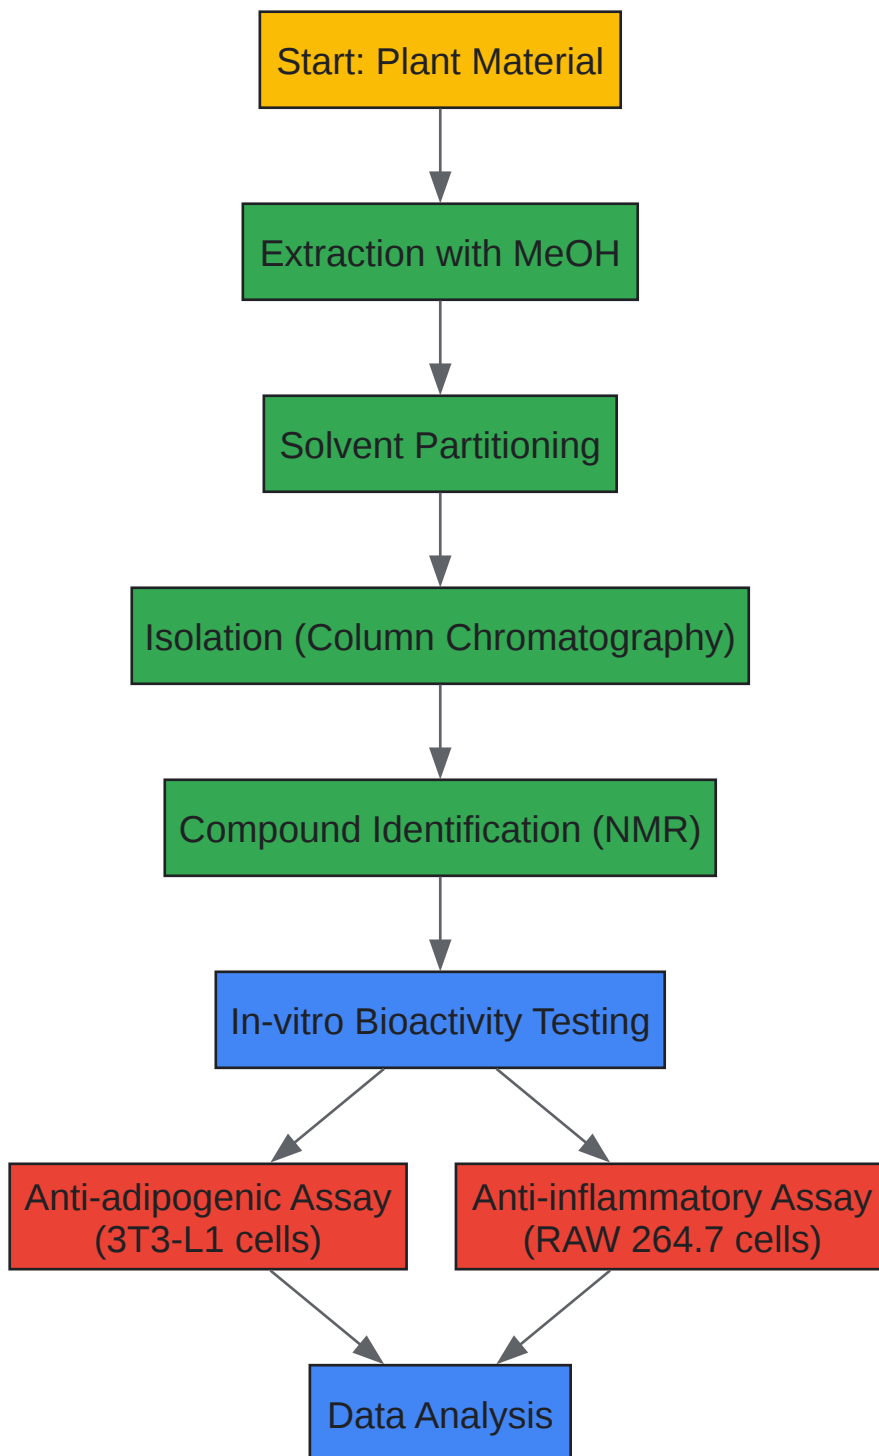 Start: Plant Material
Extraction with MeOH
Solvent Partitioning
Isolation (Column Chromatography)
Compound Identification (NMR)
In-vitro Bioactivity Testing
Anti-adipogenic Assay
(3T3-L1 cells)
Anti-inflammatory Assay
(RAW 264.7 cells)
Data Analysis